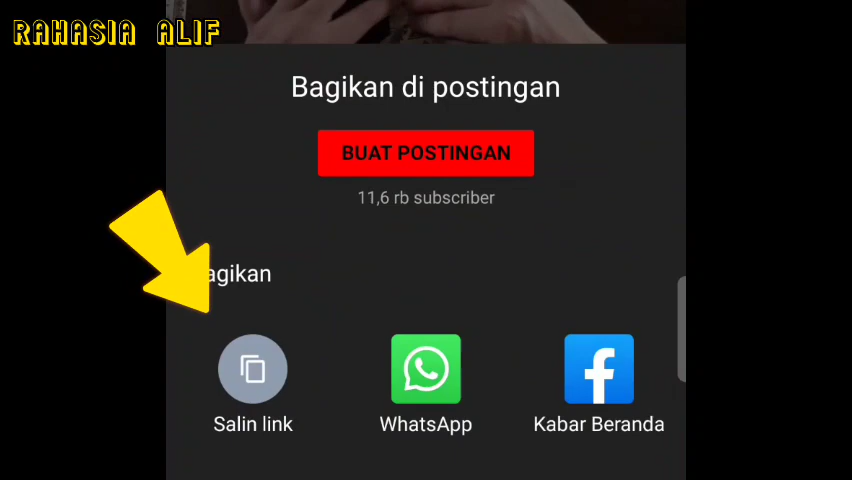 RAHASIA ALIF
Bagikan di postingan
BUAT POSTINGAN
11,6 rb subscriber
agikan
Salin link
WhatsApp
Kabar Beranda